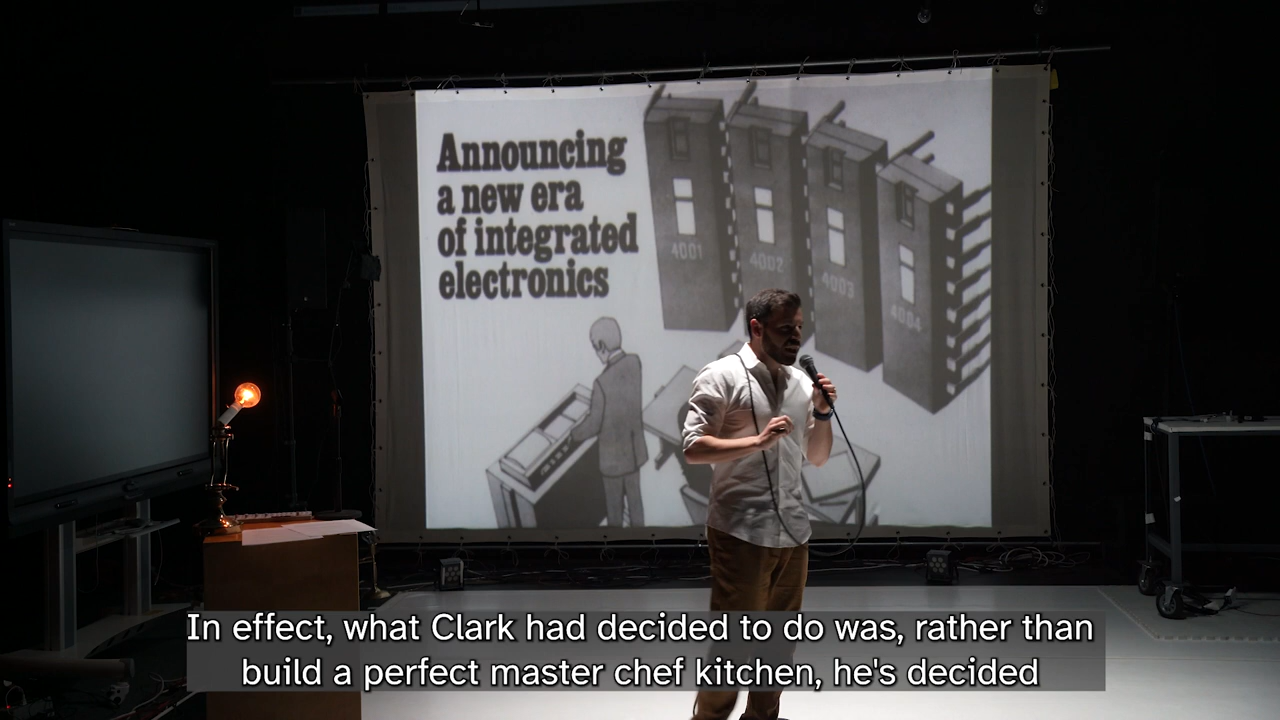 Announcing
a new era
of integrated
electronics
4001
4002
4003
4004
In effect, what Clark had decided to do was, rather than
build a perfect master chef kitchen, he's decided